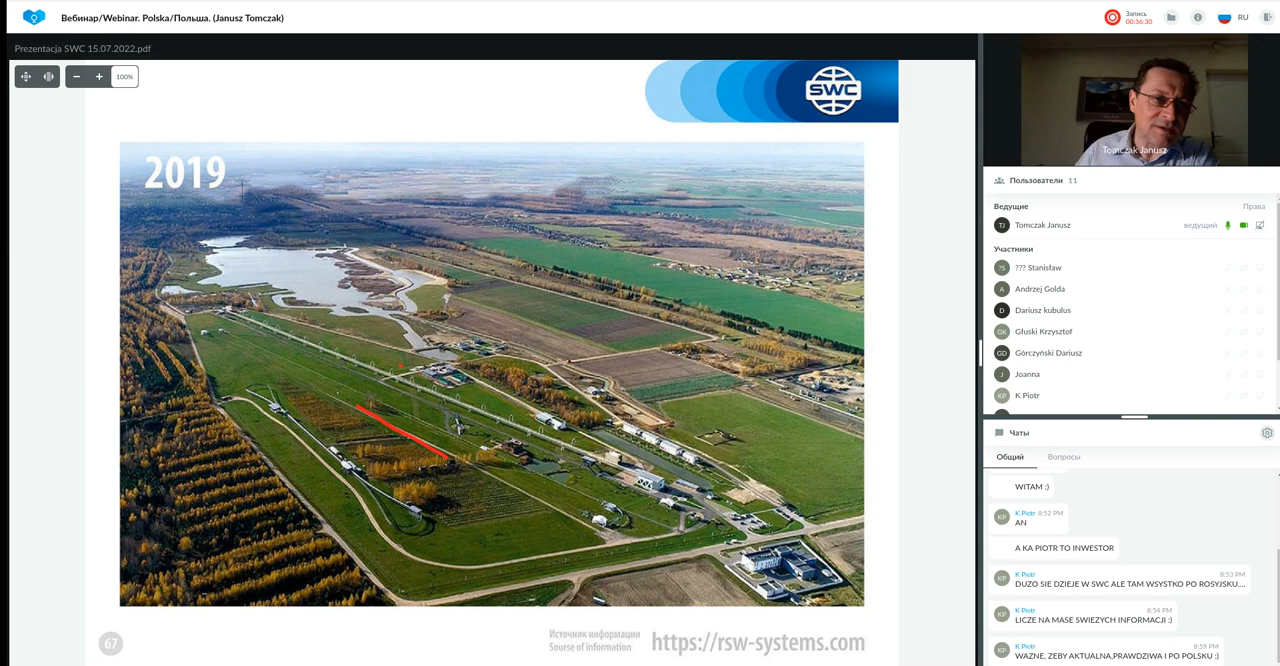 Вебинар/Webinar. Polska/Польша. (Janusz Tomczak)
Запись
00:36:30
RU
Prezentacja SWC 15.07.2022.pdf
100%
SWC
2019
67
Источник информации
Sourse of information
https://rsw-systems.com
Tomczak Janusz
Пользователи 11
Ведущие Права
TJ Tomczak Janusz ведущий
Участники
?S ??? Stanisław
A Andrzej Golda
D Dariusz kubulus
GK Głuski Krzysztof
GD Górczyński Dariusz
J Joanna
KP K Piotr
Чаты
Общий Вопросы
WITAM :)
KP K Piotr 8:52 PM
AN
A KA PIOTR TO INWESTOR
KP K Piotr 8:53 PM
DUZO SIE DZIEJE W SWC ALE TAM WSYSTKO PO ROSYJSKU....
KP K Piotr 8:54 PM
LICZE NA MASE SWIEZYCH INFORMACJI :)
KP K Piotr 8:59 PM
WAZNE, ZEBY AKTUALNA,PRAWDZIWA I PO POLSKU :)